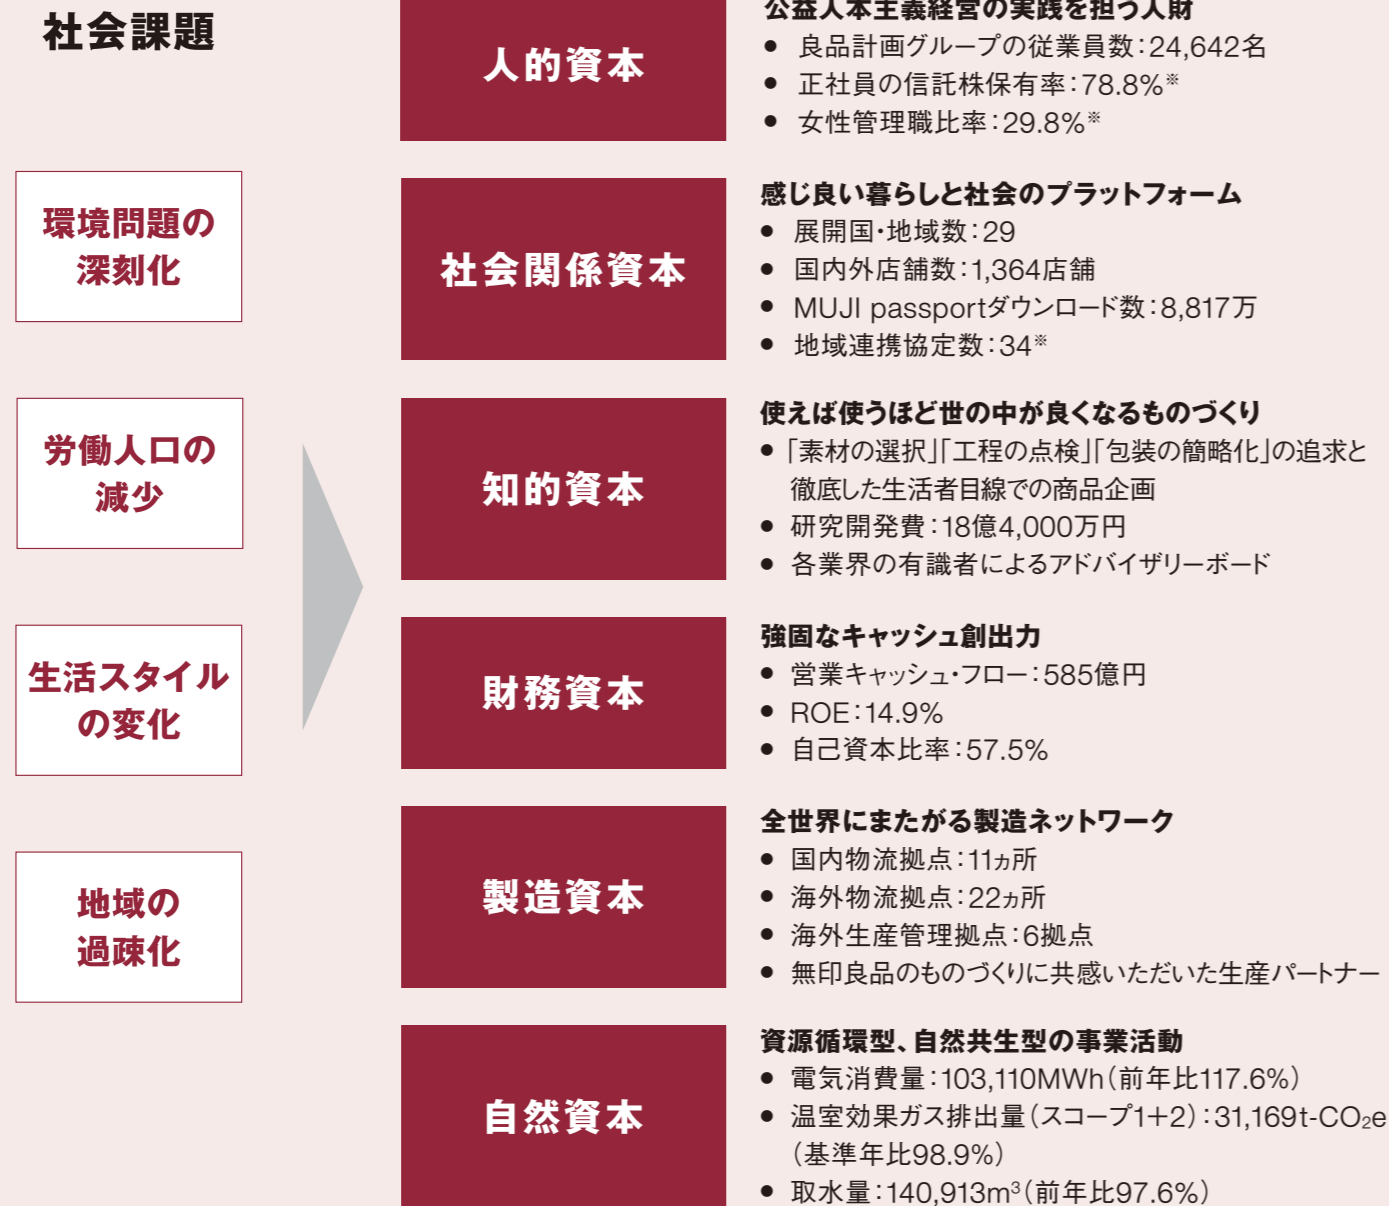 社会課題
環境問題の
深刻化
労働人口の
減少
生活スタイル
の変化
地域の
過疎化
人的資本
公益人本主義経営の実践を担う人財
● 良品計画グループの従業員数：24,642名
● 正社員の信託株保有率：78.8%※
● 女性管理職比率：29.8%※
社会関係資本
感じ良い暮らしと社会のプラットフォーム
● 展開国・地域数：29
● 国内外店舗数：1,364店舗
● MUJI passportダウンロード数：8,817万
● 地域連携協定数：34※
知的資本
使えば使うほど世の中が良くなるものづくり
● 「素材の選択」「工程の点検」「包装の簡略化」の追求と
徹底した生活者目線での商品企画
● 研究開発費：18億4,000万円
● 各業界の有識者によるアドバイザリーボード
財務資本
強固なキャッシュ創出力
● 営業キャッシュ・フロー：585億円
● ROE：14.9%
● 自己資本比率：57.5%
製造資本
全世界にまたがる製造ネットワーク
● 国内物流拠点：11ヵ所
● 海外物流拠点：22ヵ所
● 海外生産管理拠点：6拠点
● 無印良品のものづくりに共感いただいた生産パートナー
自然資本
資源循環型、自然共生型の事業活動
● 電気消費量：103,110MWh（前年比117.6%）
● 温室効果ガス排出量（スコープ1＋2）：31,169t-CO₂e
（基準年比98.9%）
● 取水量：140,913m³（前年比97.6%）